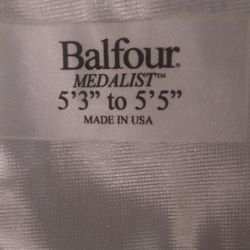 Balfour®
MEDALIST™
5'3" to 5'5"
MADE IN USA